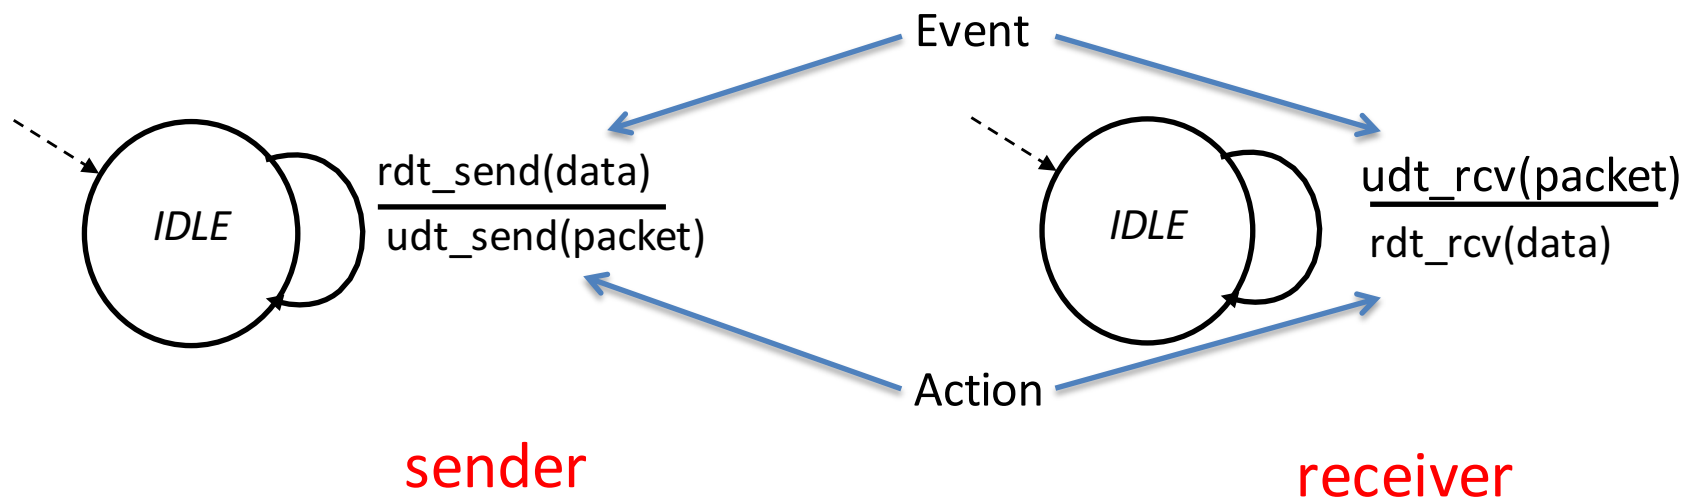 Event
rdt_send(data)
udt_send(packet)
IDLE
udt_rcv(packet)
rdt_rcv(data)
IDLE
Action
sender
receiver